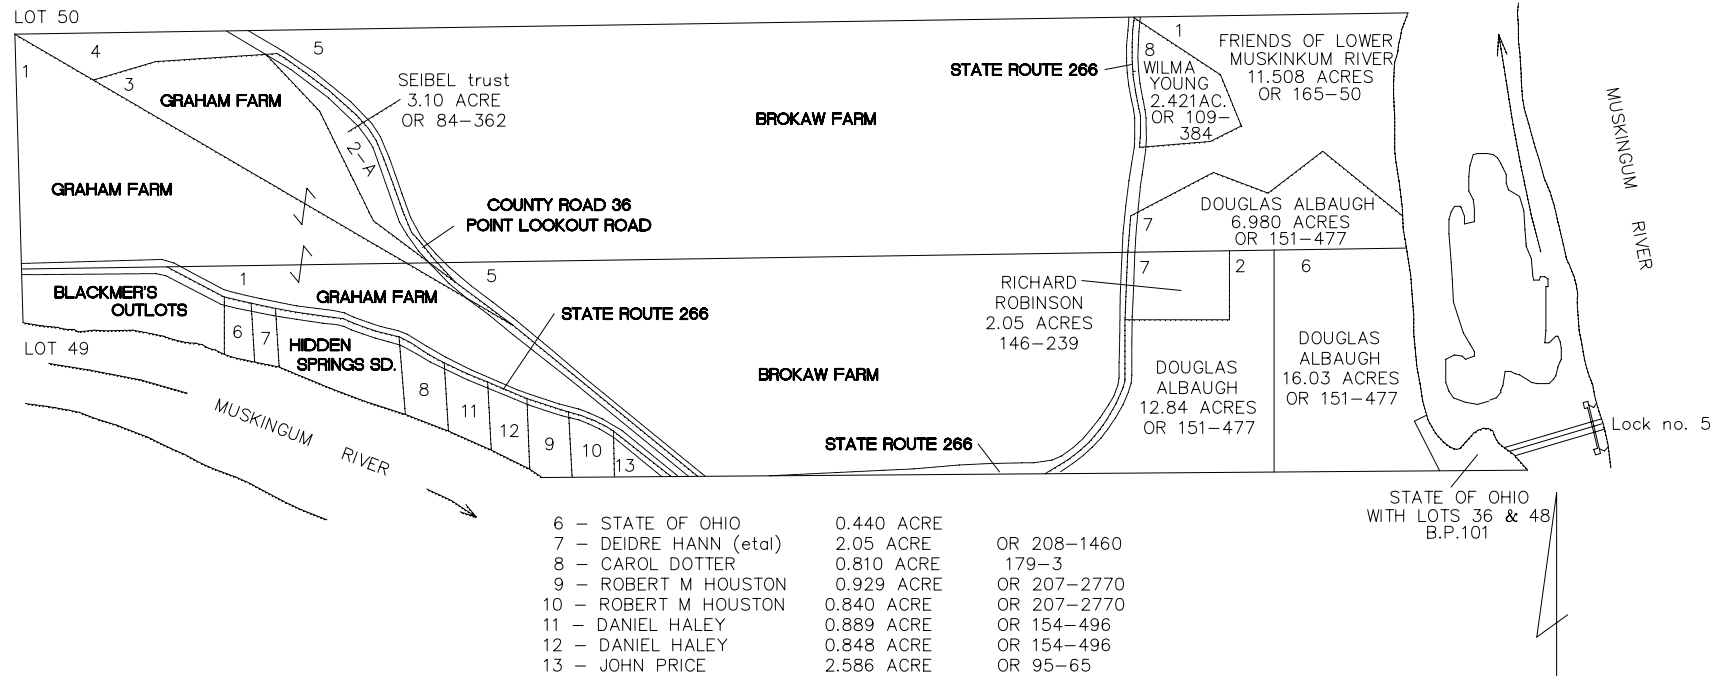 LOT 50
4
5
1
3
GRAHAM FARM
SEIBEL trust
3.10 ACRE
OR 84-362
2-A
GRAHAM FARM
COUNTY ROAD 36
POINT LOOKOUT ROAD
BROKAW FARM
STATE ROUTE 266
8
WILMA
YOUNG
2.421AC.
OR 109-
384
1
FRIENDS OF LOWER
MUSKINKUM RIVER
11.508 ACRES
OR 165-50
7
DOUGLAS ALBAUGH
6.980 ACRES
OR 151-477
MUSKINGUM RIVER
1
5
GRAHAM FARM
BLACKMER'S
OUTLOTS
STATE ROUTE 266
RICHARD
ROBINSON
2.05 ACRES
146-239
7
2
6
LOT 49
6
7
HIDDEN
SPRINGS SD.
8
11
12
9
10
13
BROKAW FARM
STATE ROUTE 266
DOUGLAS
ALBAUGH
12.84 ACRES
OR 151-477
DOUGLAS
ALBAUGH
16.03 ACRES
OR 151-477
MUSKINGUM RIVER
Lock no. 5
STATE OF OHIO
WITH LOTS 36 & 48
B.P.101
6 - STATE OF OHIO 0.440 ACRE
7 - DEIDRE HANN (etal) 2.05 ACRE OR 208-1460
8 - CAROL DOTTER 0.810 ACRE 179-3
9 - ROBERT M HOUSTON 0.929 ACRE OR 207-2770
10 - ROBERT M HOUSTON 0.840 ACRE OR 207-2770
11 - DANIEL HALEY 0.889 ACRE OR 154-496
12 - DANIEL HALEY 0.848 ACRE OR 154-496
13 - JOHN PRICE 2.586 ACRE OR 95-65